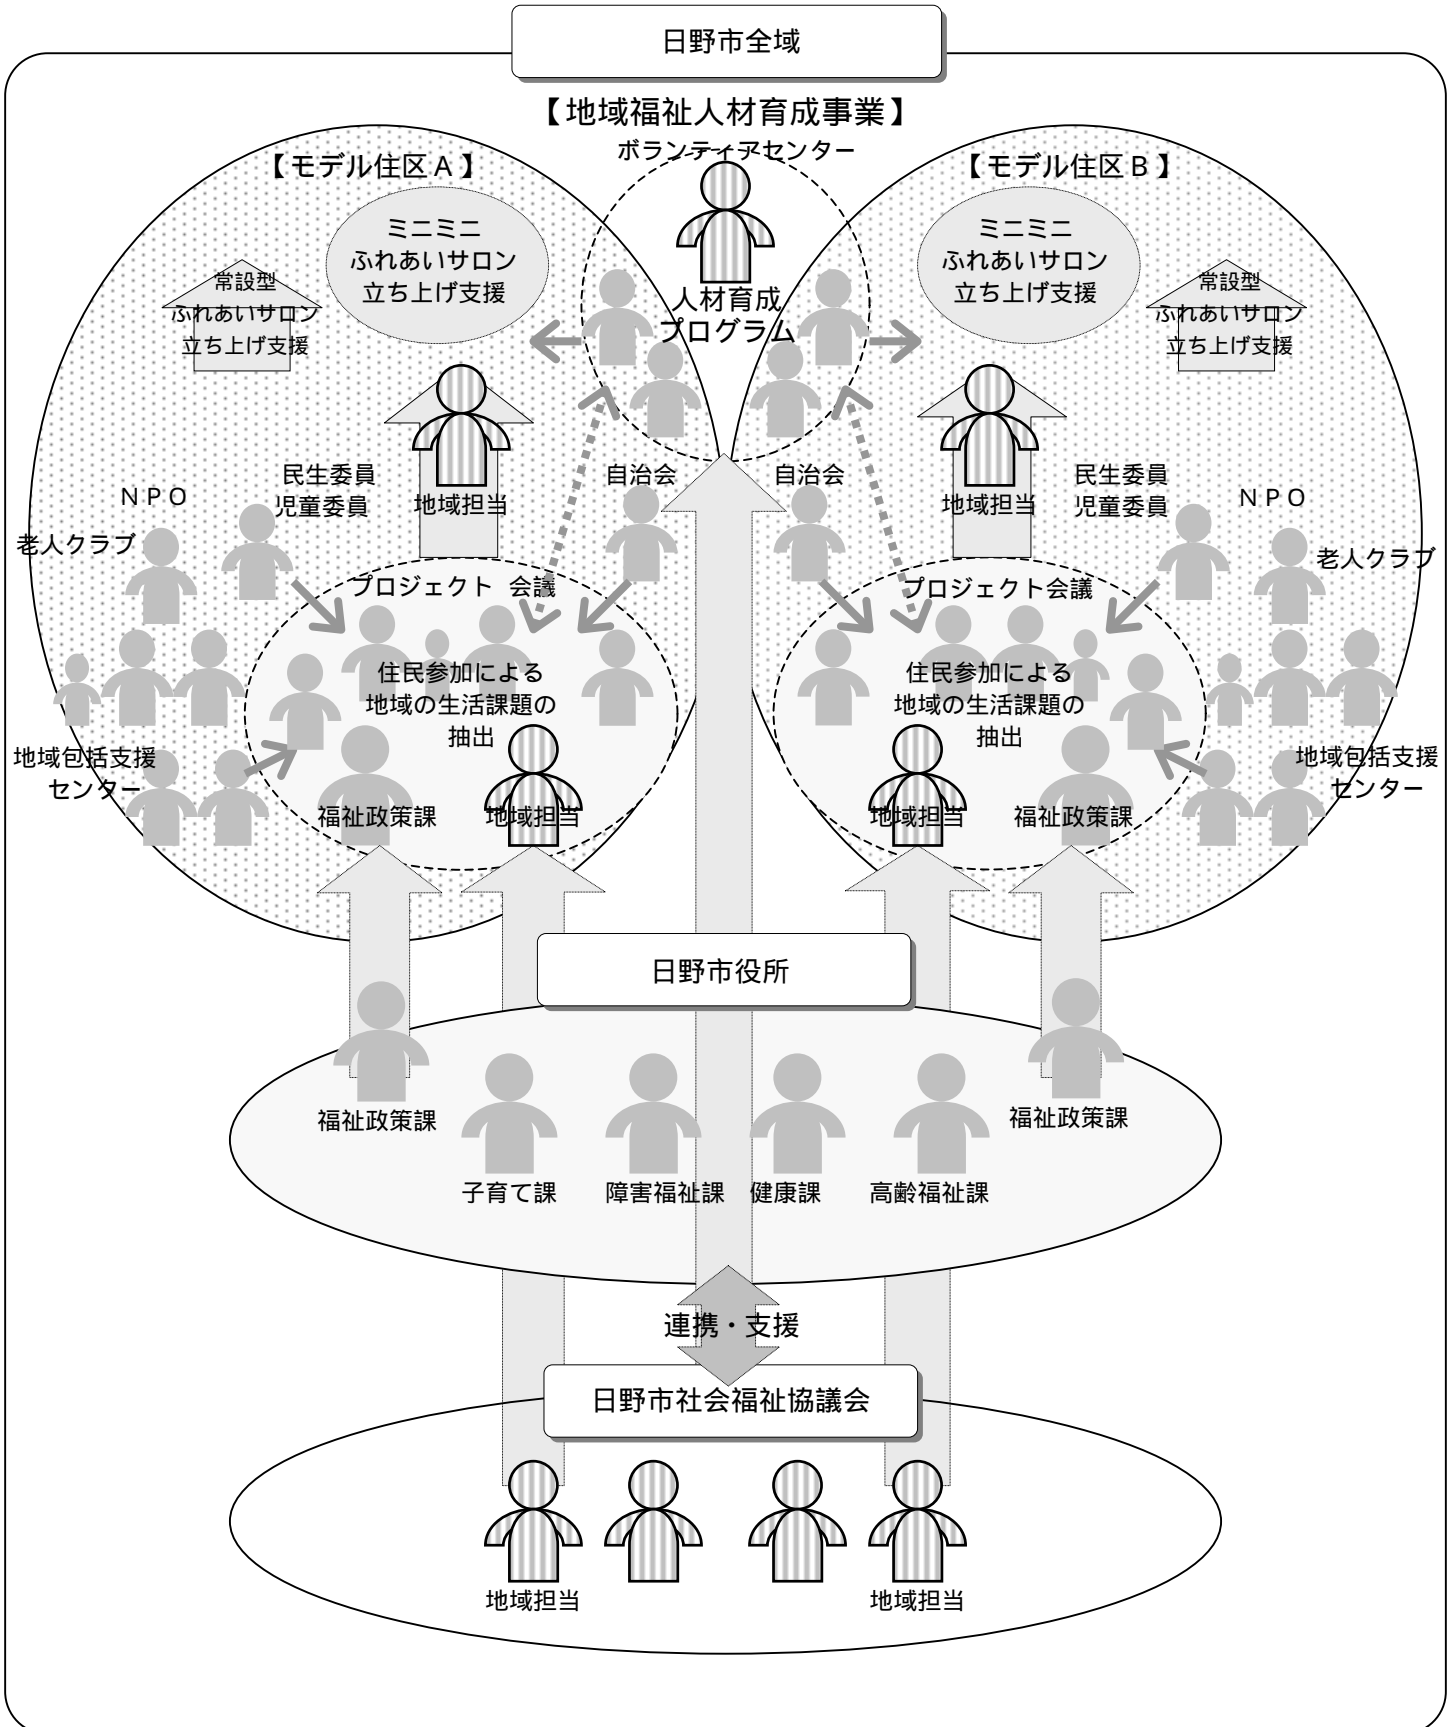 日野市全域
【地域福祉人材育成事業】
ボランティアセンター
【モデル住区A】
【モデル住区B】
ミニミニ
ふれあいサロン
立ち上げ支援
ミニミニ
ふれあいサロン
立ち上げ支援
常設型
ふれあいサロン
立ち上げ支援
常設型
ふれあいサロン
立ち上げ支援
人材育成
プログラム
民生委員
児童委員
地域担当
自治会
自治会
地域担当
民生委員
児童委員
NPO
NPO
老人クラブ
老人クラブ
プロジェクト 会議
プロジェクト会議
住民参加による
地域の生活課題の
抽出
住民参加による
地域の生活課題の
抽出
地域包括支援
センター
地域包括支援
センター
福祉政策課
地域担当
地域担当
福祉政策課
日野市役所
福祉政策課
福祉政策課
子育て課
障害福祉課
健康課
高齢福祉課
連携・支援
日野市社会福祉協議会
地域担当
地域担当